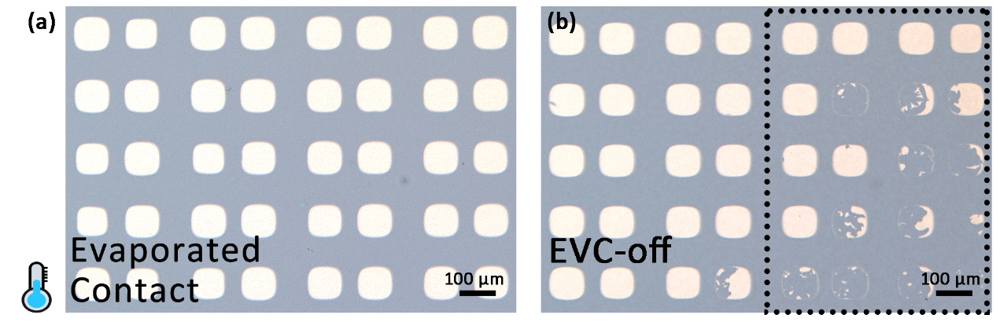 (a)
Evaporated
Contact
100 µm
(b)
EVC-off
100 µm